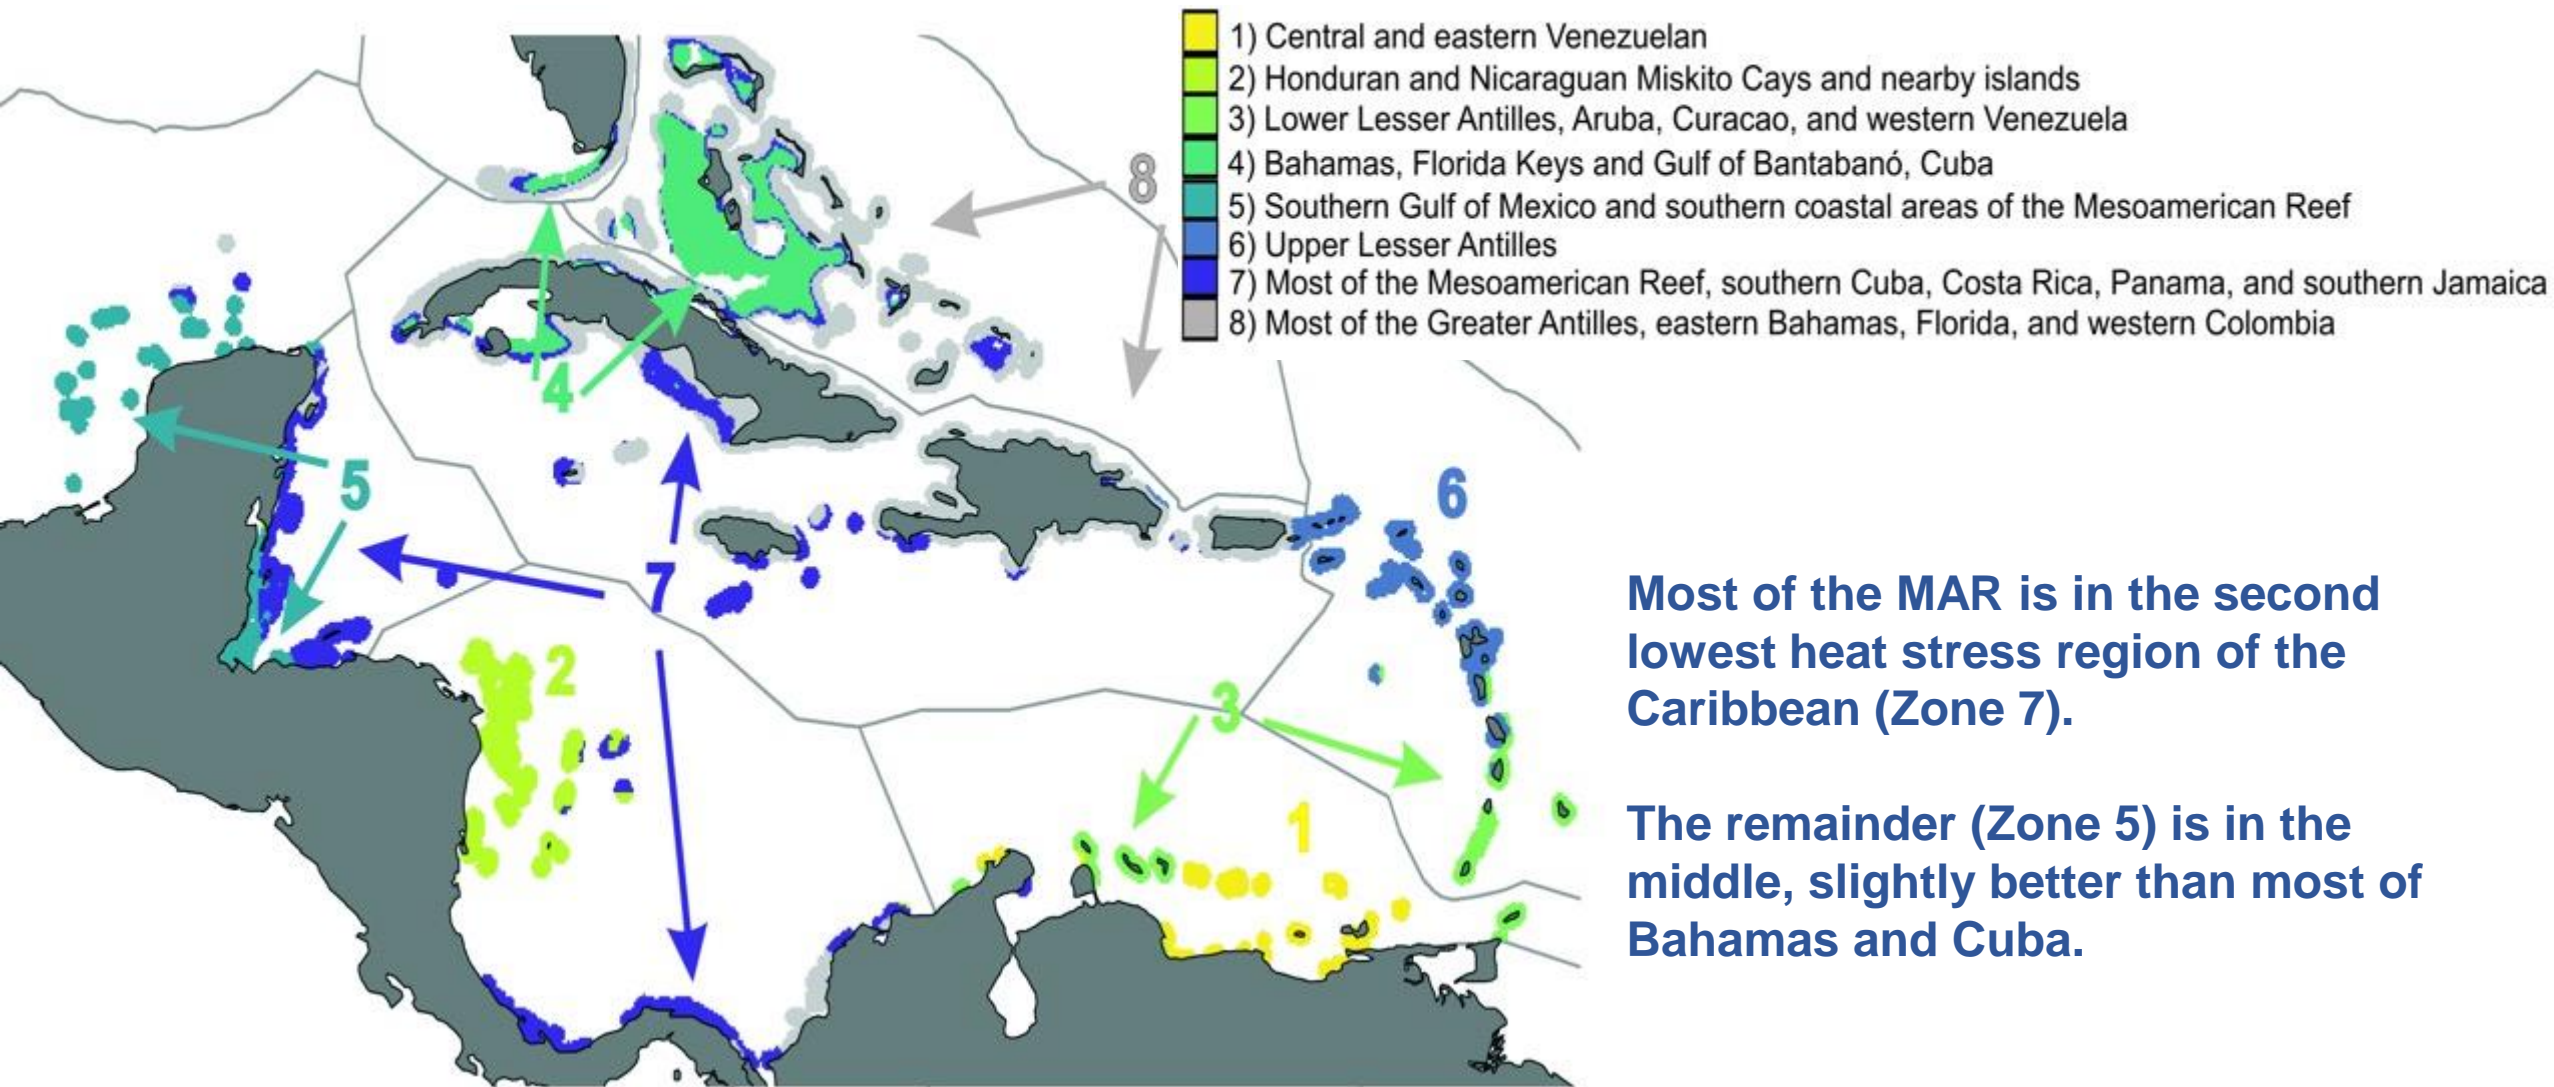 1) Central and eastern Venezuelan
2) Honduran and Nicaraguan Miskito Cays and nearby islands
3) Lower Lesser Antilles, Aruba, Curacao, and western Venezuela
4) Bahamas, Florida Keys and Gulf of Bantabanó, Cuba
5) Southern Gulf of Mexico and southern coastal areas of the Mesoamerican Reef
6) Upper Lesser Antilles
7) Most of the Mesoamerican Reef, southern Cuba, Costa Rica, Panama, and southern Jamaica
8) Most of the Greater Antilles, eastern Bahamas, Florida, and western Colombia
8
4
5
6
7
2
3
1
Most of the MAR is in the second
lowest heat stress region of the
Caribbean (Zone 7).
The remainder (Zone 5) is in the
middle, slightly better than most of
Bahamas and Cuba.